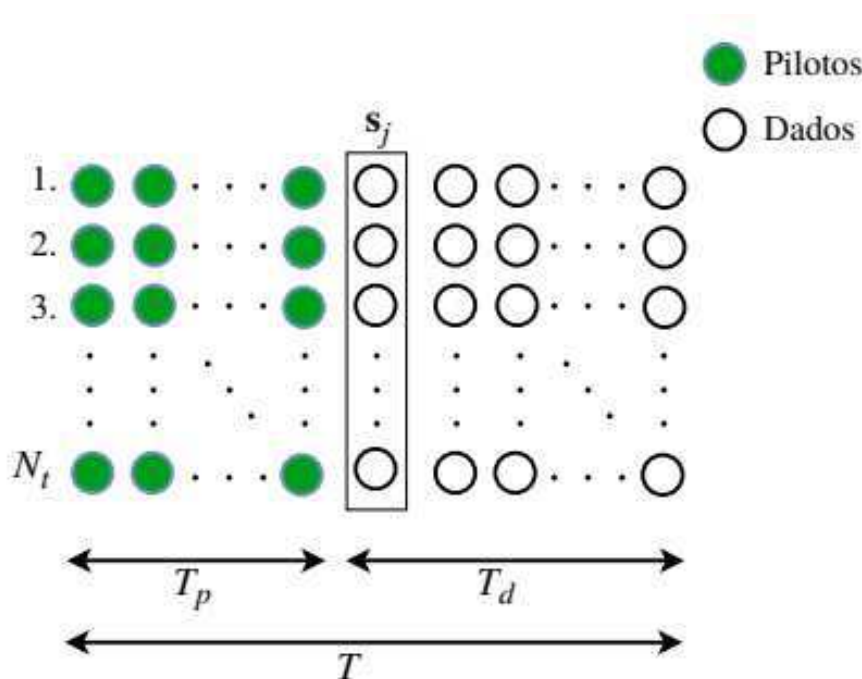 Pilotos
Dados
s_j
1.
2.
3.
N_t
T_p
T_d
T